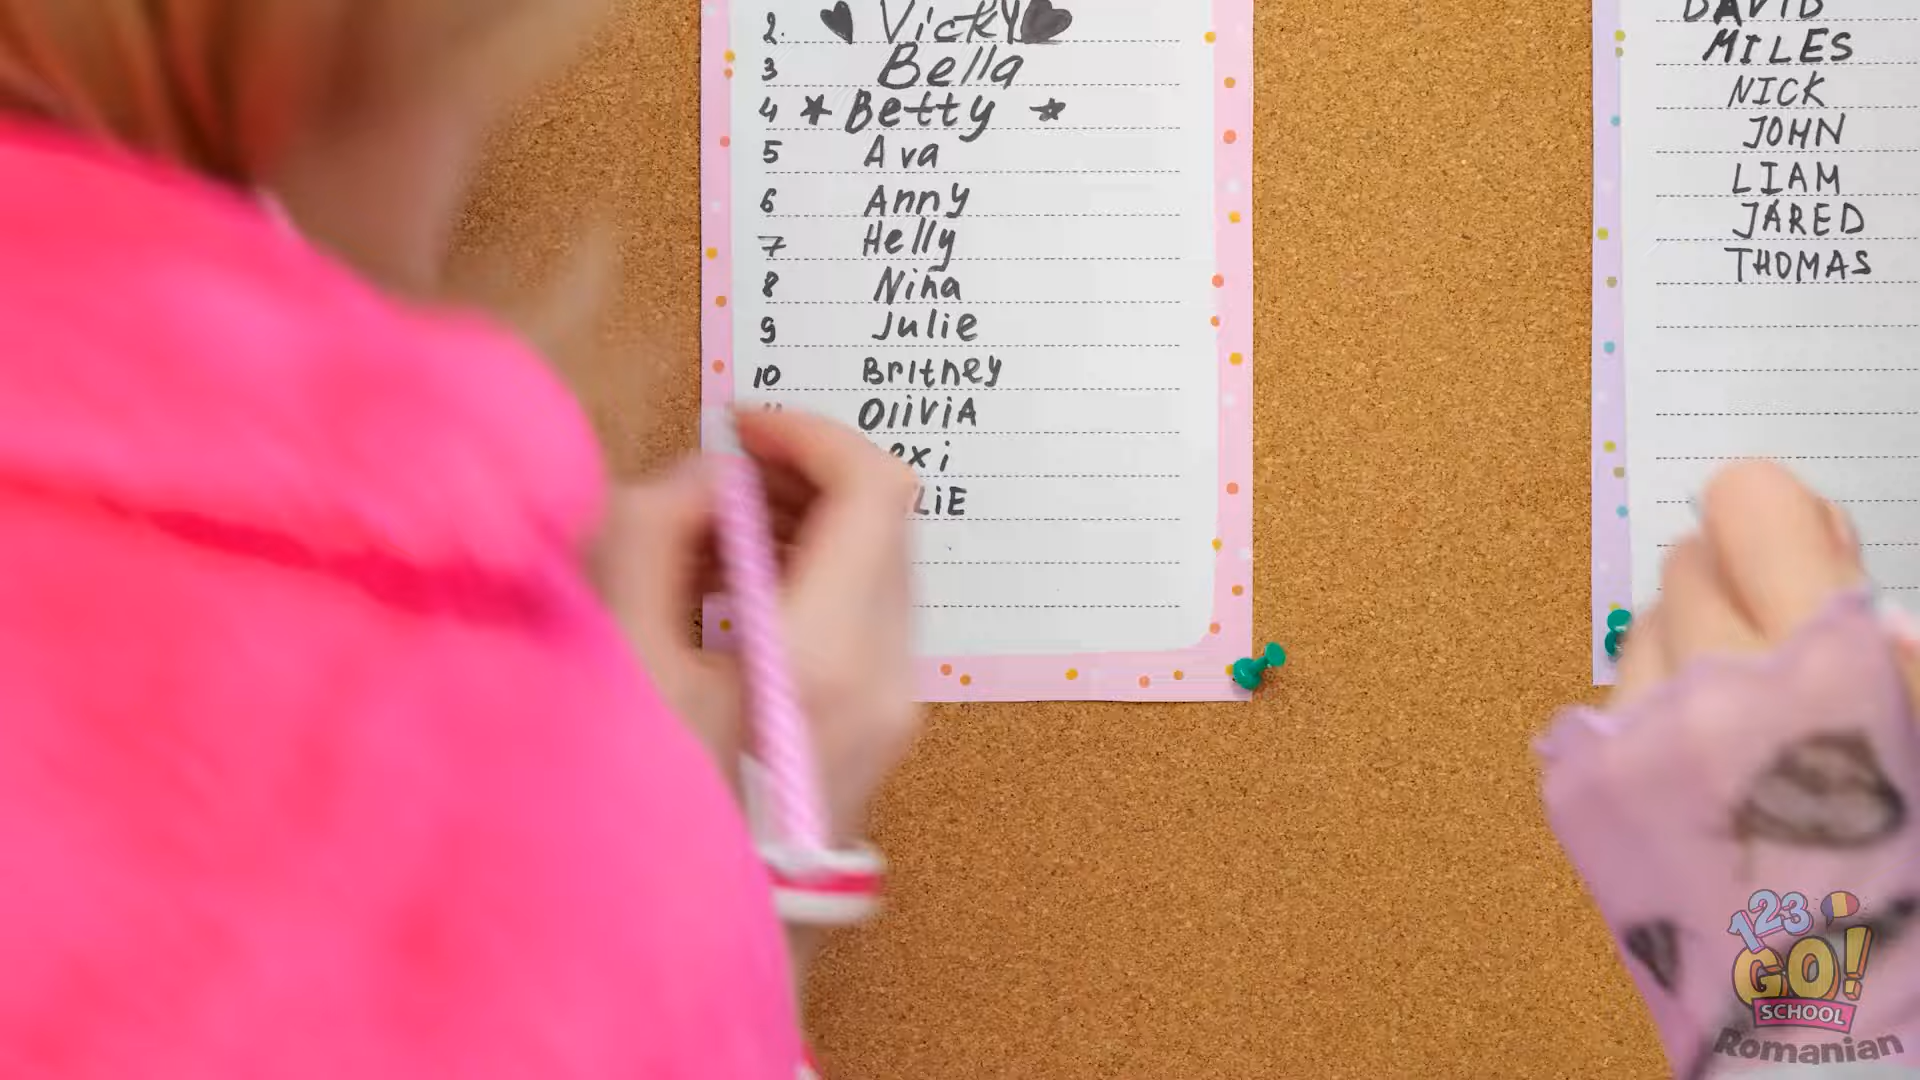 2. Vicky
3 Bella
4 * Betty *
5 Ava
6 Anny
7 Helly
8 Nina
9 Julie
10 Britney
OliViA
DAVID
MILES
NICK
JOHN
LIAM
JARED
THOMAS
123
GO!
SCHOOL
Romanian